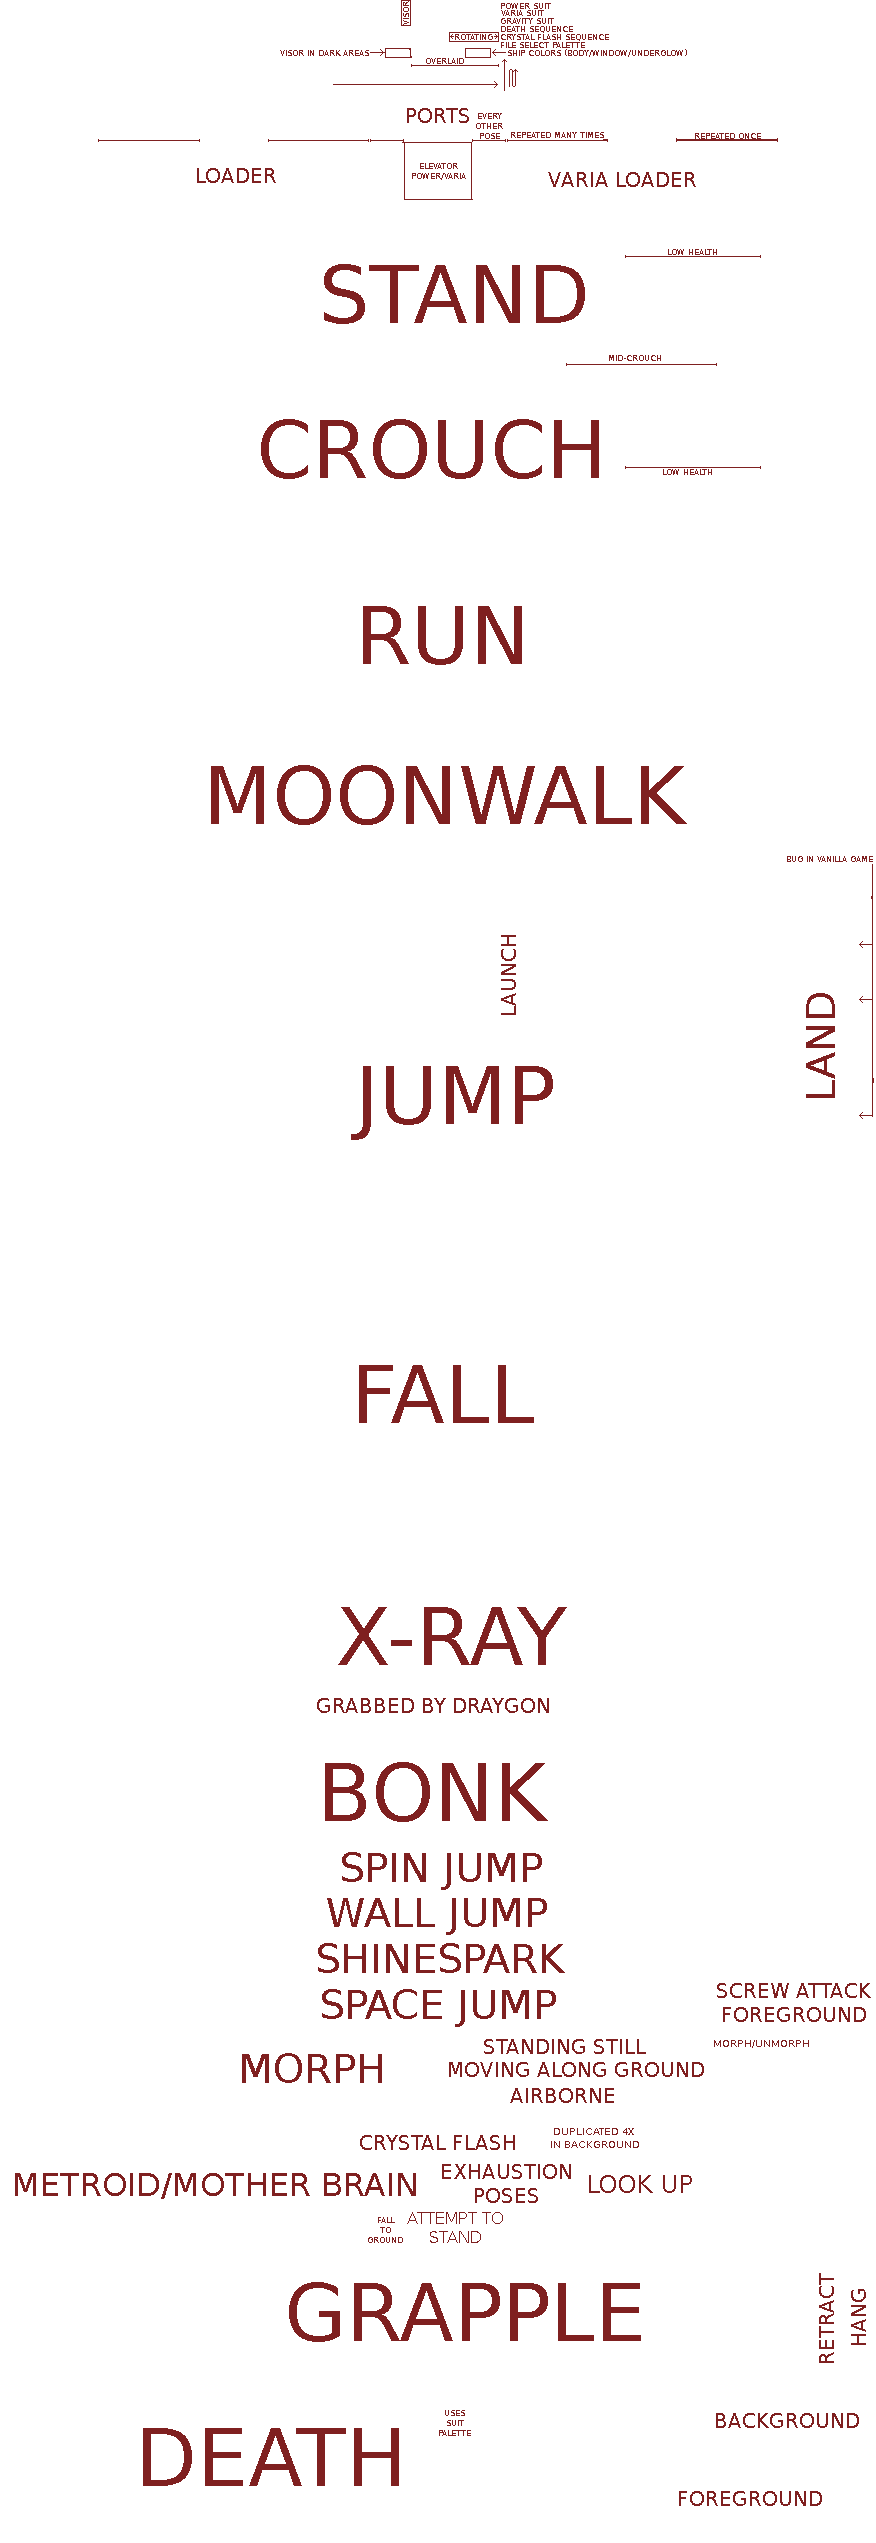 VISOR
POWER SUIT
VARIA SUIT
GRAVITY SUIT
DEATH SEQUENCE
ROTATING
CRYSTAL FLASH SEQUENCE
FILE SELECT PALETTE
VISOR IN DARK AREAS
SHIP COLORS (BODY/WINDOW/UNDERGLOW)
OVERLAID
PORTS
EVERY
OTHER
POSE
REPEATED MANY TIMES
REPEATED ONCE
LOADER
ELEVATOR
POWER/VARIA
VARIA LOADER
LOW HEALTH
STAND
MID-CROUCH
CROUCH
LOW HEALTH
RUN
MOONWALK
BUG IN VANILLA GAME
LAUNCH
LAND
JUMP
FALL
X-RAY
GRABBED BY DRAYGON
BONK
SPIN JUMP
WALL JUMP
SHINESPARK
SPACE JUMP
SCREW ATTACK
FOREGROUND
MORPH
STANDING STILL
MOVING ALONG GROUND
AIRBORNE
MORPH/UNMORPH
CRYSTAL FLASH
DUPLICATED 4X
IN BACKGROUND
METROID/MOTHER BRAIN
EXHAUSTION
POSES
LOOK UP
FALL
TO
GROUND
ATTEMPT TO
STAND
GRAPPLE
RETRACT
HANG
DEATH
USES
SUIT
PALETTE
BACKGROUND
FOREGROUND